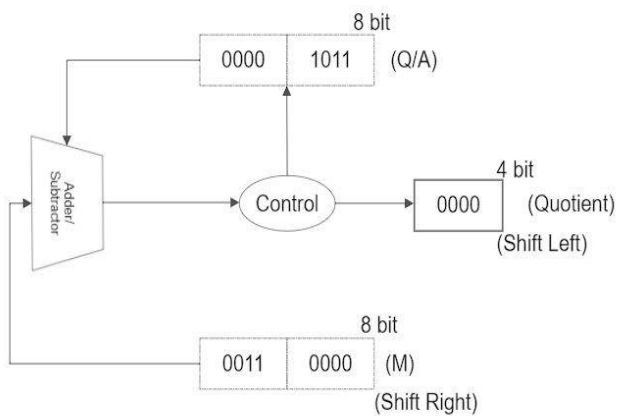 8 bit
0000 1011 (Q/A)
Adder/
Subtractor
Control
4 bit
0000 (Quotient)
(Shift Left)
8 bit
0011 0000 (M)
(Shift Right)